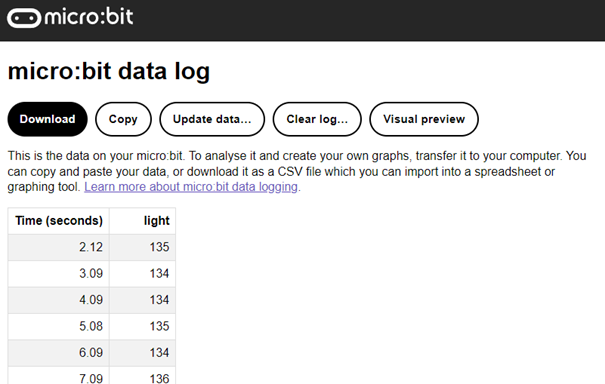 micro:bit
micro:bit data log
Download Copy Update data... Clear log... Visual preview
This is the data on your micro:bit. To analyse it and create your own graphs, transfer it to your computer. You
can copy and paste your data, or download it as a CSV file which you can import into a spreadsheet or
graphing tool. Learn more about micro:bit data logging.
Time (seconds) light
2.12 135
3.09 134
4.09 134
5.08 135
6.09 134
7.09 136